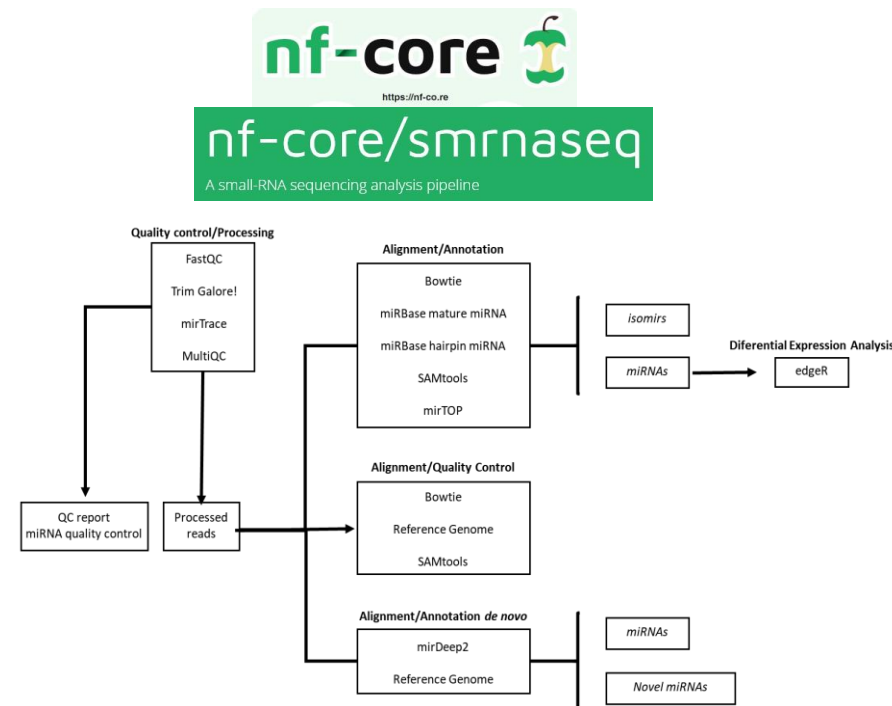 nf-core
https://nf-co.re
nf-core/smrnaseq
A small-RNA sequencing analysis pipeline
Quality control/Processing
FastQC
Trim Galore!
mirTrace
MultiQC
QC report
miRNA quality control
Processed
reads
Alignment/Annotation
Bowtie
miRBase mature miRNA
miRBase hairpin miRNA
SAMtools
mirTOP
isomirs
miRNAs
Diferential Expression Analysis
edgeR
Alignment/Quality Control
Bowtie
Reference Genome
SAMtools
Alignment/Annotation de novo
mirDeep2
Reference Genome
miRNAs
Novel miRNAs